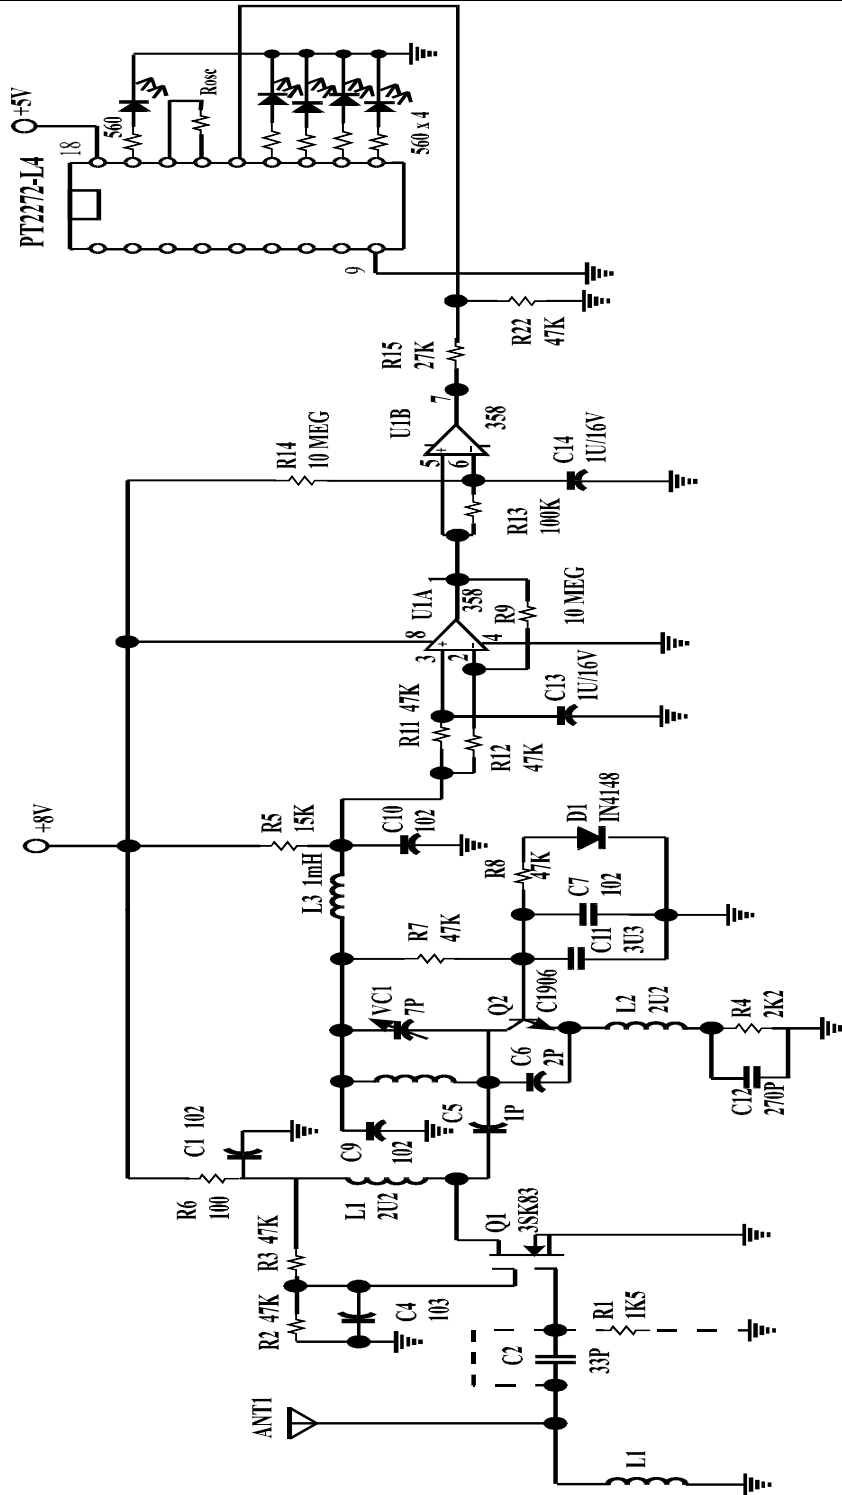 ANT1
L1
C2
33P
R1
1K5
R2 47K
R3 47K
C4
103
Q1
3SK83
R6
100
C1 102
L1
2U2
C5
1P
C9
102
VC1
7P
C6
2P
Q2
C1906
L2
2U2
R4
2K2
C12
270P
R7
47K
C11
3U3
C7
102
R8
47K
D1
IN4148
L3 1mH
R5
15K
+8V
C10
102
R11 47K
R12
47K
C13
1U/16V
3
2
8
4
U1A
1
358
R9
10 MEG
R13
100K
R14
10 MEG
C14
1U/16V
5
6
7
U1B
358
R15
27K
R22
47K
PT2272-L4
18
9
+5V
560
Rosc
560 x 4